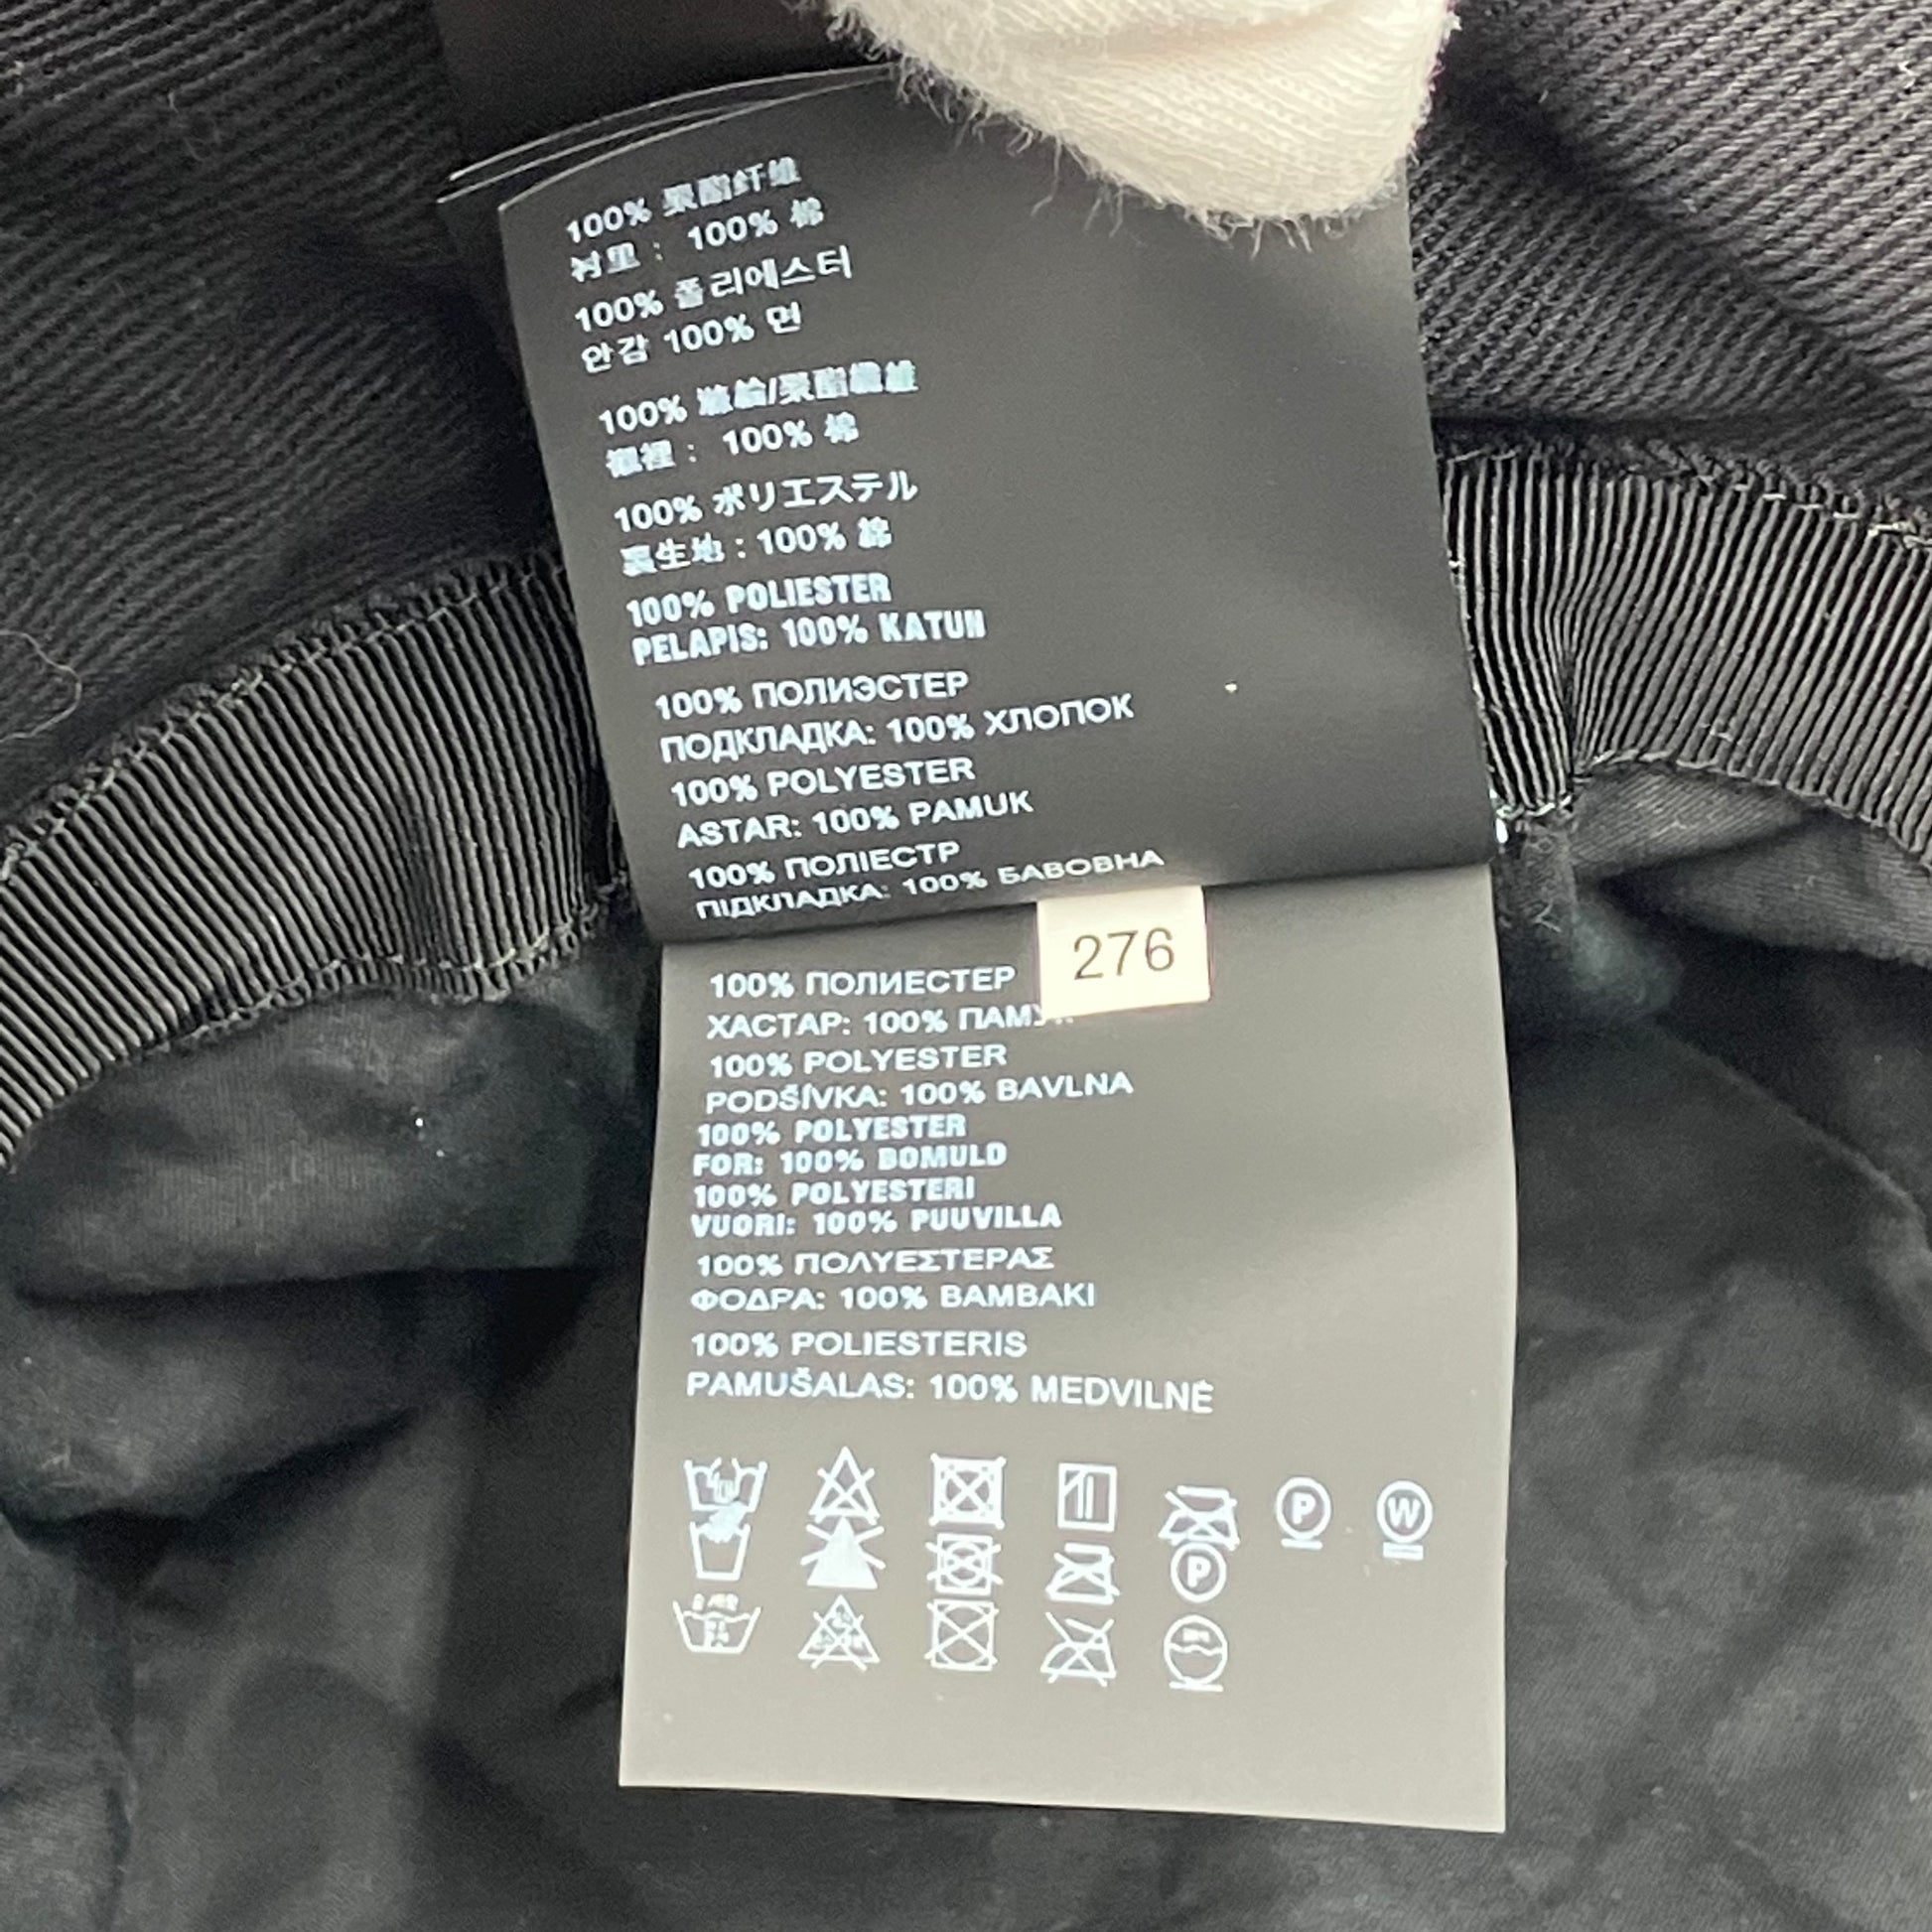 100% 聚酯纤维
衬里： 100% 棉
100% 폴리에스터
안감 100% 면
100% 滌綸/聚酯纖維
襯裡： 100% 棉
100% ポリエステル
裏生地 : 100% 綿
100% POLIESTER
PELAPIS: 100% KATUN
100% ПОЛИЭСТЕР
ПОДКЛАДКА: 100% ХЛОПОК
100% POLYESTER
ASTAR: 100% PAMUK
100% ПОЛІЕСТР
ПІДКЛАДКА: 100% БАВОВНА
276
100% ПОЛИЕСТЕР
ХАСТАР: 100%
100% POLYESTER
PODŠÍVKA: 100% BAVLNA
100% POLYESTER
FOR: 100% BOMULD
100% POLYESTERI
VUORI: 100% PUUVILLA
100% ΠΟΛΥΕΣΤΕΡΑΣ
ΦΟΔΡΑ: 100% ΒΑΜΒΑΚΙ
100% POLIESTERIS
PAMUŠALAS: 100% MEDVILNĖ
P W
P